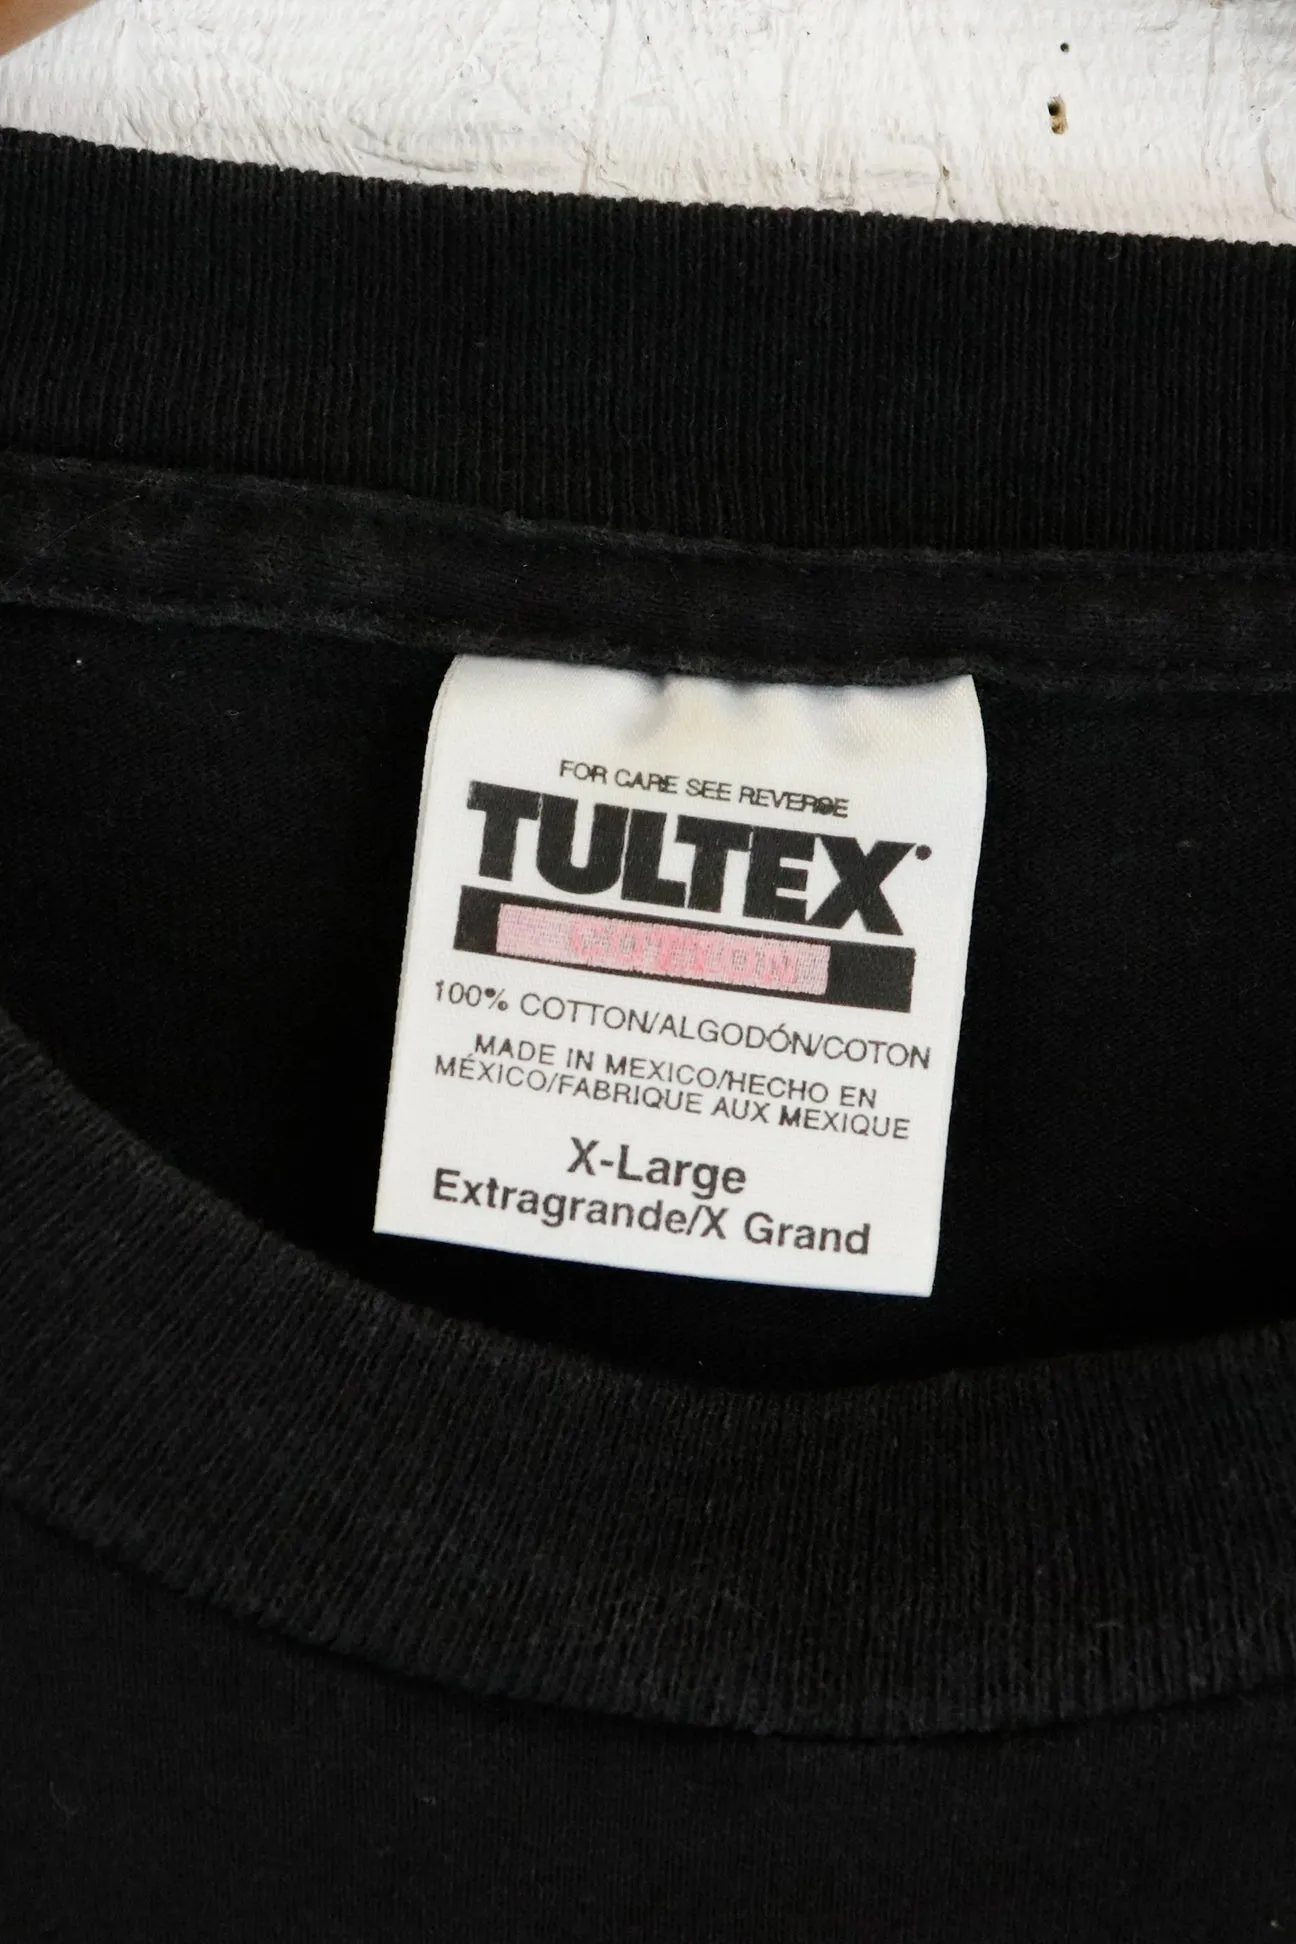 FOR CARE SEE REVERSE
TULTEX
COTTON
100% COTTON/ALGODÓN/COTON
MADE IN MEXICO/HECHO EN
MÉXICO/FABRIQUE AUX MEXIQUE
X-Large
Extragrande/X Grand